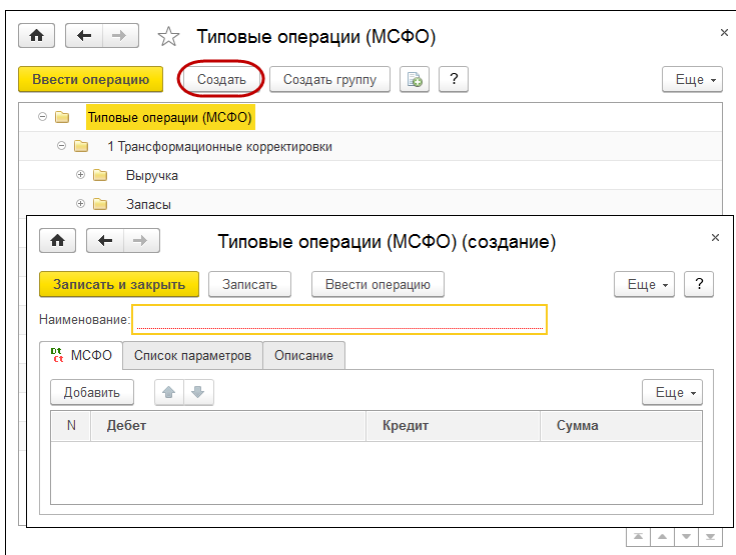 Типовые операции (МСФО)
Ввести операцию Создать Создать группу ? Еще
Типовые операции (МСФО)
1 Трансформационные корректировки
Выручка
Запасы
Типовые операции (МСФО) (создание)
Записать и закрыть Записать Ввести операцию Еще ?
Наименование:
Dt Ct МСФО Список параметров Описание
Добавить Еще
N Дебет Кредит Сумма